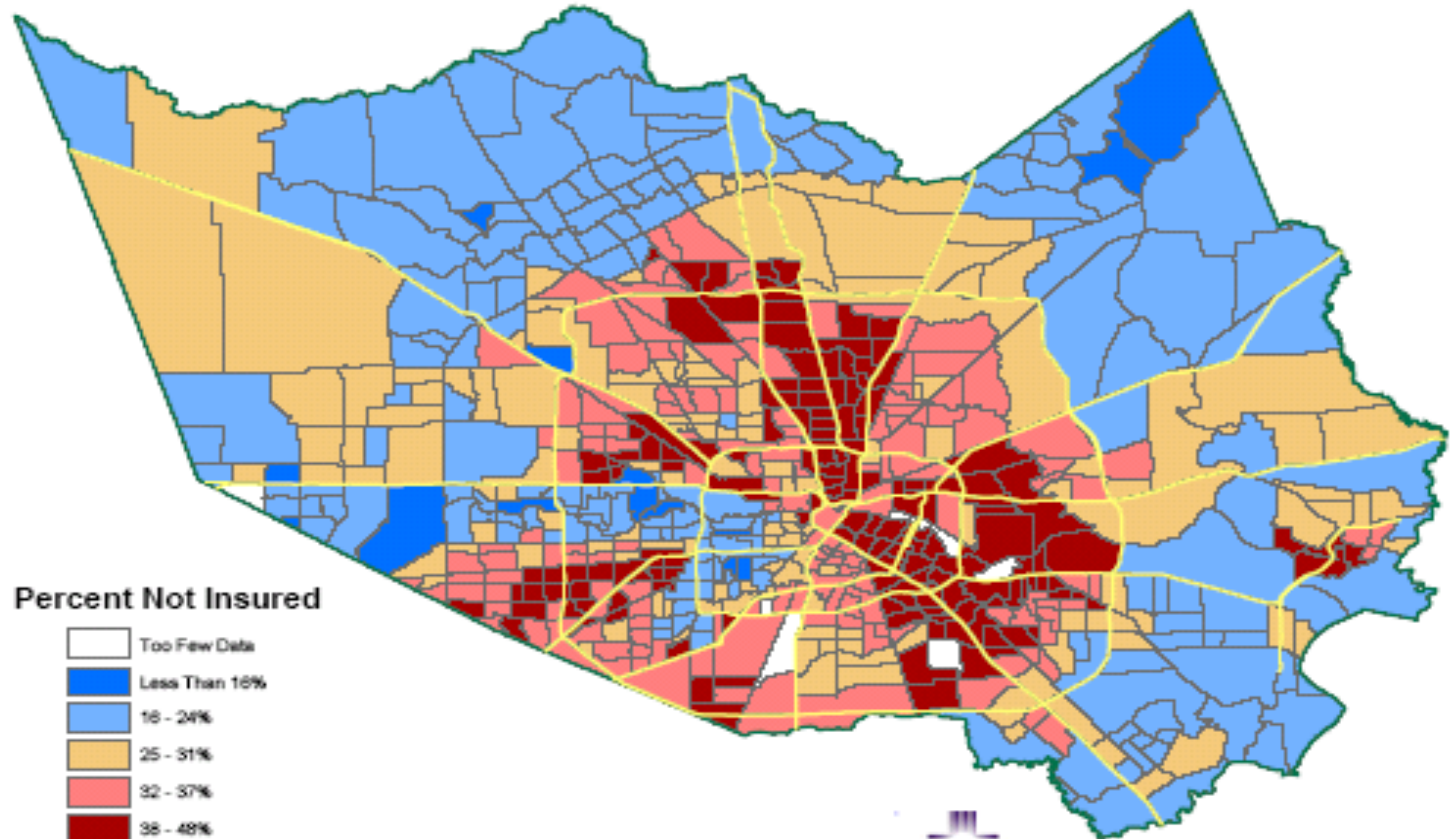 Percent Not Insured
Too Few Data
Less Than 16%
16 - 24%
25 - 31%
32 - 37%
38 - 48%